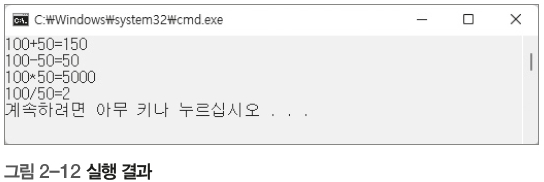 C:₩Windows₩system32₩cmd.exe
100+50=150
100-50=50
100*50=5000
100/50=2
계속하려면 아무 키나 누르십시오 . . .
그림 2-12 실행 결과